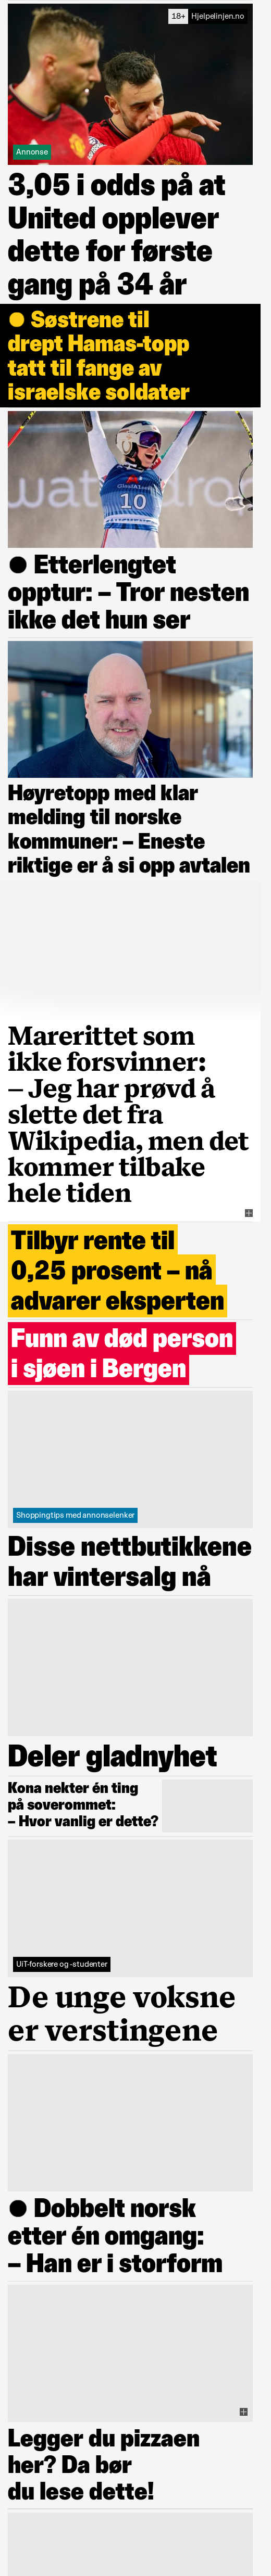 18+ Hjelpelinjen.no
Annonse
3,05 i odds på at
United opplever
dette for første
gang på 34 år
● Søstrene til
drept Hamas-topp
tatt til fange av
israelske soldater
10
● Etterlengtet
opptur: – Tror nesten
ikke det hun ser
Høyretopp med klar
melding til norske
kommuner: – Eneste
riktige er å si opp avtalen
Marerittet som
ikke forsvinner:
– Jeg har prøvd å
slette det fra
Wikipedia, men det
kommer tilbake
hele tiden
Tilbyr rente til
0,25 prosent – nå
advarer eksperten
Funn av død person
i sjøen i Bergen
Shoppingtips med annonselenker
Disse nettbutikkene
har vintersalg nå
Deler gladnyhet
Kona nekter én ting
på soverommet:
– Hvor vanlig er dette?
UiT-forskere og -studenter
De unge voksne
er verstingene
● Dobbelt norsk
etter én omgang:
– Han er i storform
Legger du pizzaen
her? Da bør
du lese dette!